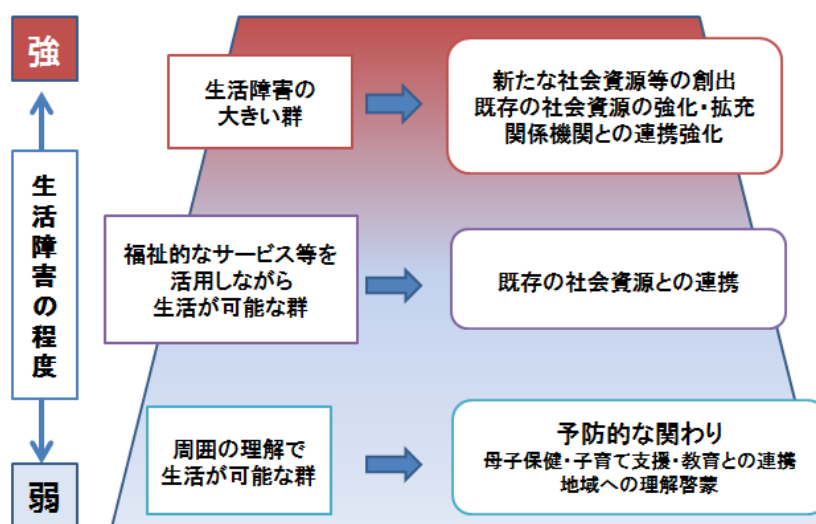 強
生活障害の程度
弱
生活障害の
大きい群
新たな社会資源等の創出
既存の社会資源の強化・拡充
関係機関との連携強化
福祉的なサービス等を
活用しながら
生活が可能な群
既存の社会資源との連携
周囲の理解で
生活が可能な群
予防的な関わり
母子保健・子育て支援・教育との連携
地域への理解啓蒙